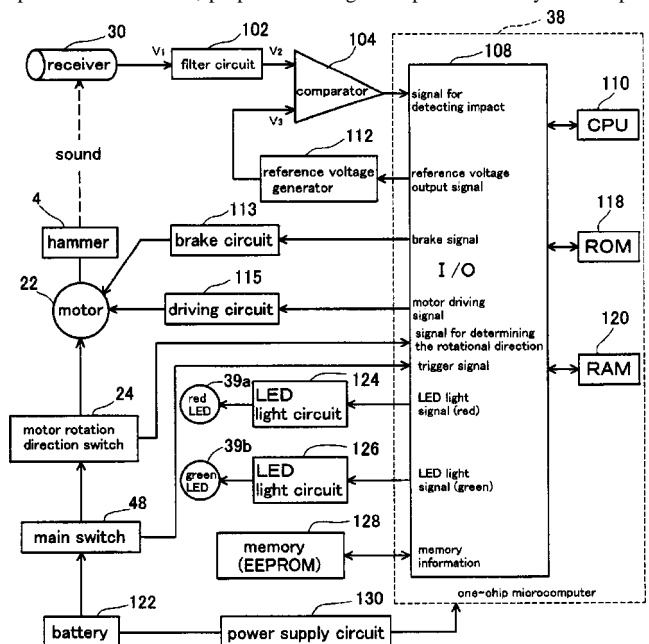 38
30
receiver
V1
102
filter circuit
V2
104
comparator
V3
108
signal for
detecting impact
110
CPU
sound
112
reference voltage
generator
reference voltage
output signal
4
hammer
113
brake circuit
brake signal
118
ROM
I/O
22
motor
115
driving circuit
motor driving
signal
signal for determining
the rotational direction
trigger signal
120
RAM
24
motor rotation
direction switch
39a
red
LED
124
LED
light circuit
LED light
signal (red)
39b
green
LED
126
LED
light circuit
LED light
signal (green)
48
main switch
128
memory
(EEPROM)
memory
information
one-chip microcomputer
122
battery
130
power supply circuit